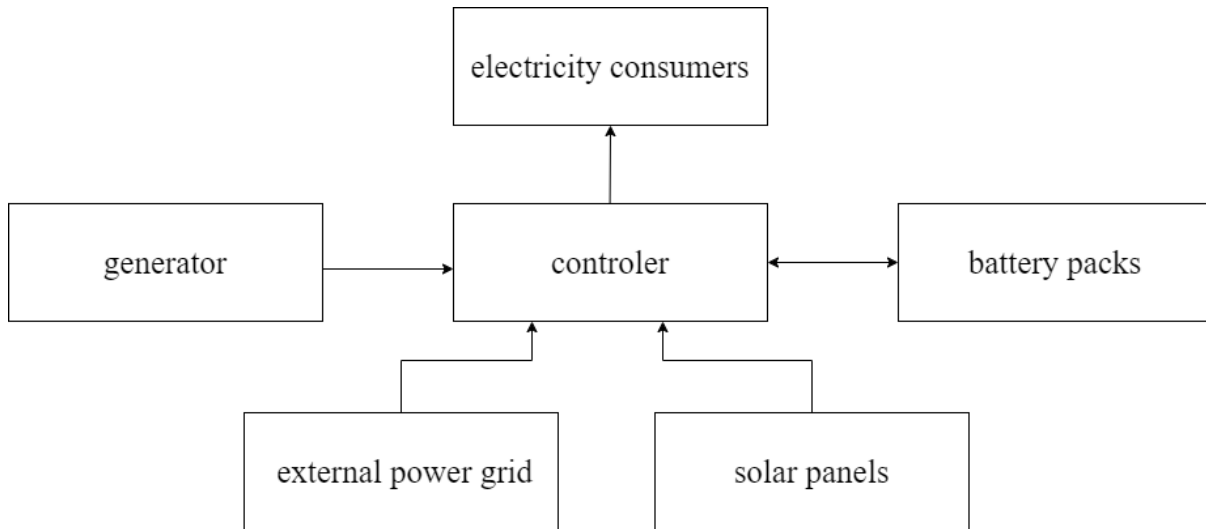 electricity consumers
generator
controler
battery packs
external power grid
solar panels